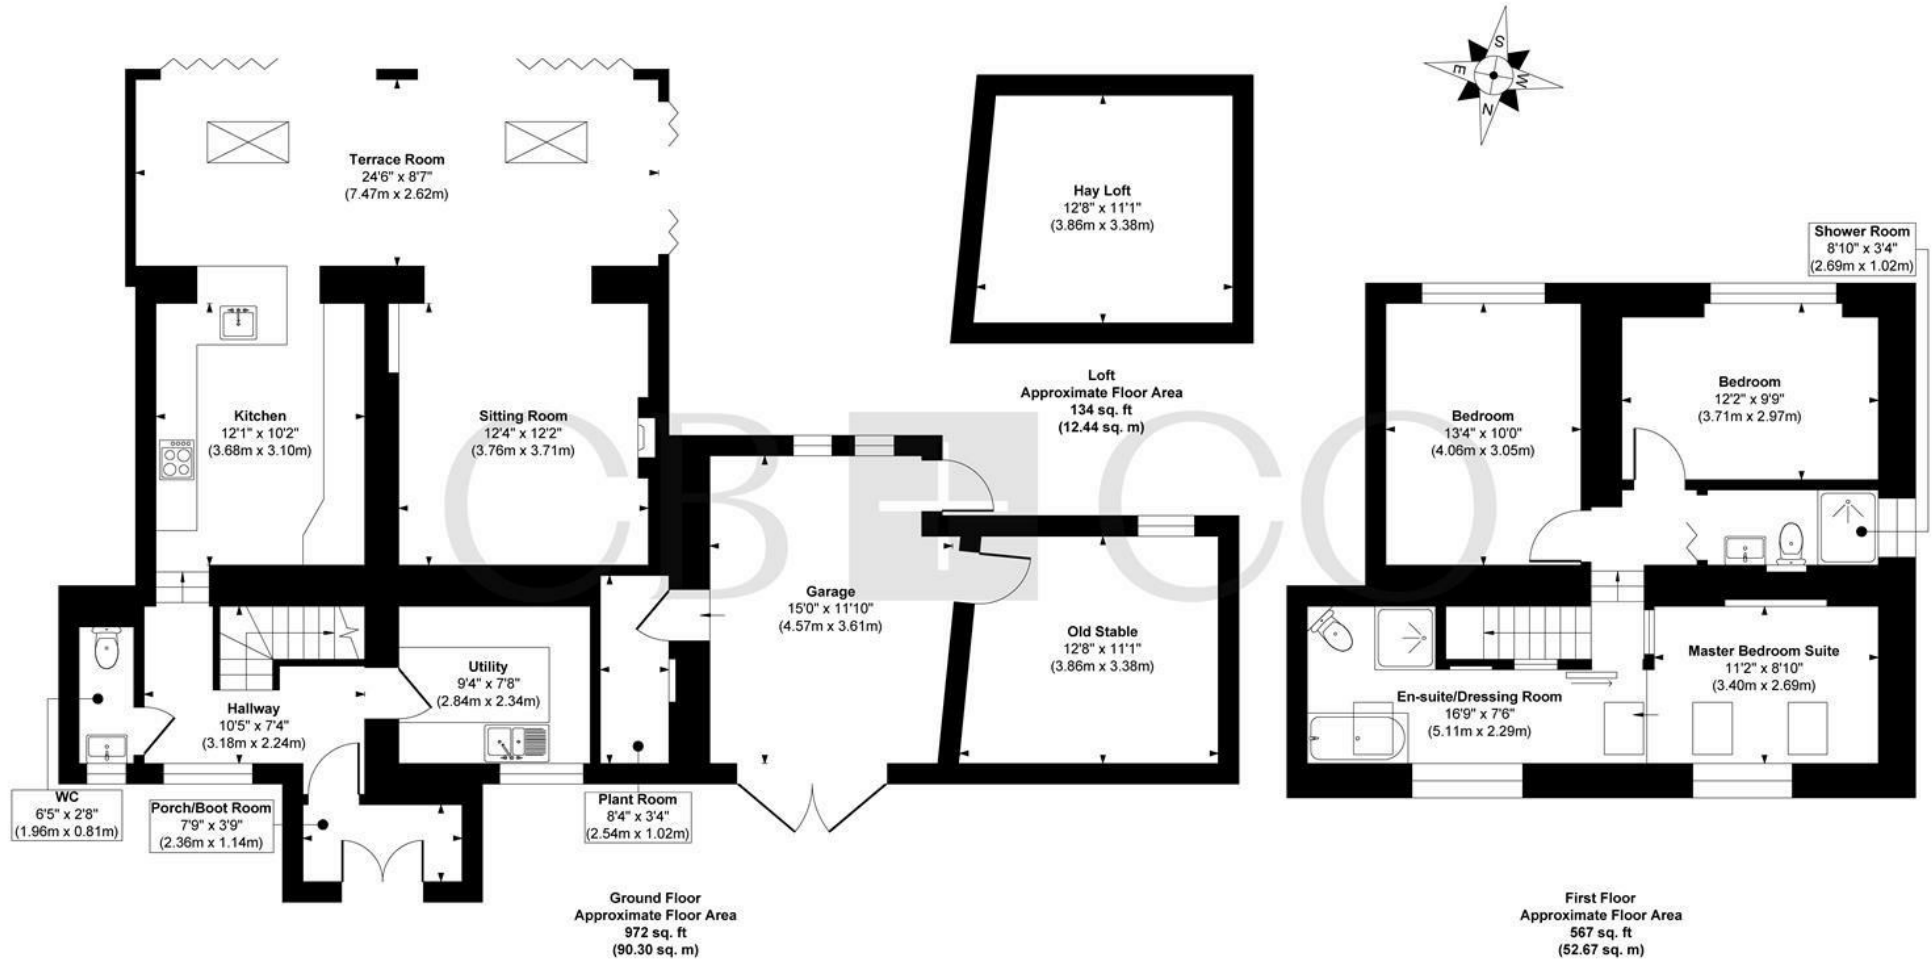 S
E
W
N
Terrace Room
24'6" x 8'7"
(7.47m x 2.62m)
Hay Loft
12'8" x 11'1"
(3.86m x 3.38m)
Shower Room
8'10" x 3'4"
(2.69m x 1.02m)
Loft
Approximate Floor Area
134 sq. ft
(12.44 sq. m)
Kitchen
12'1" x 10'2"
(3.68m x 3.10m)
Sitting Room
12'4" x 12'2"
(3.76m x 3.71m)
Bedroom
13'4" x 10'0"
(4.06m x 3.05m)
Bedroom
12'2" x 9'9"
(3.71m x 2.97m)
CB + CO
Garage
15'0" x 11'10"
(4.57m x 3.61m)
Old Stable
12'8" x 11'1"
(3.86m x 3.38m)
Utility
9'4" x 7'8"
(2.84m x 2.34m)
Hallway
10'5" x 7'4"
(3.18m x 2.24m)
Master Bedroom Suite
11'2" x 8'10"
(3.40m x 2.69m)
En-suite/Dressing Room
16'9" x 7'6"
(5.11m x 2.29m)
WC
6'5" x 2'8"
(1.96m x 0.81m)
Porch/Boot Room
7'9" x 3'9"
(2.36m x 1.14m)
Plant Room
8'4" x 3'4"
(2.54m x 1.02m)
Ground Floor
Approximate Floor Area
972 sq. ft
(90.30 sq. m)
First Floor
Approximate Floor Area
567 sq. ft
(52.67 sq. m)